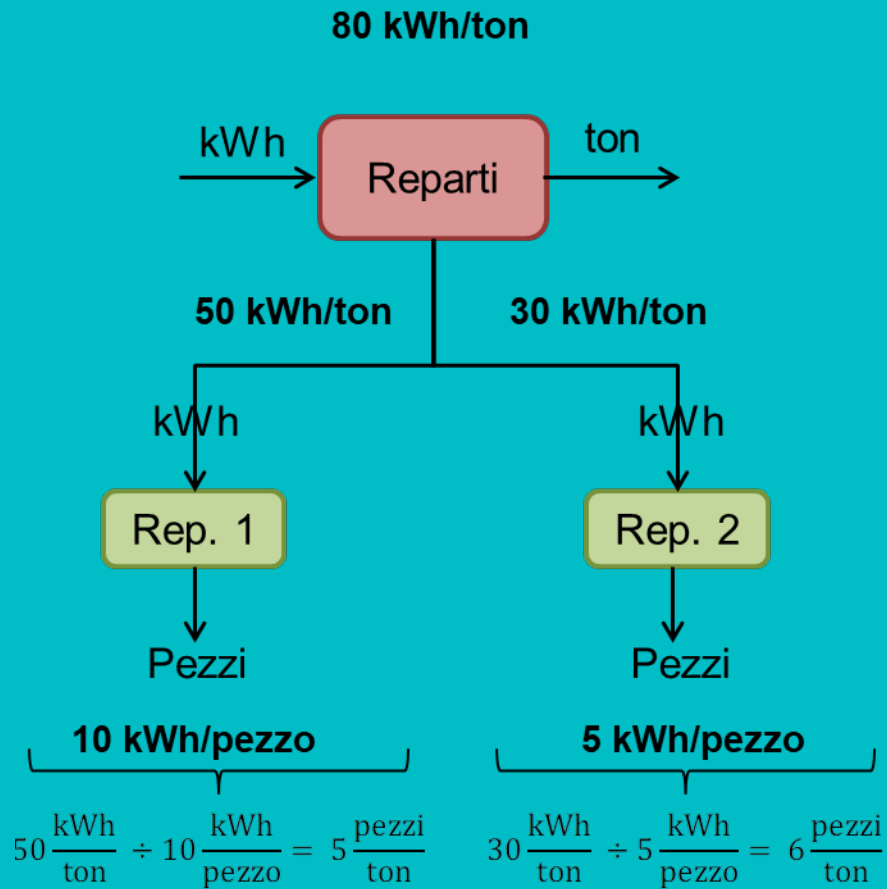 80 kWh/ton
kWh
Reparti
ton
50 kWh/ton
30 kWh/ton
kWh
kWh
Rep. 1
Rep. 2
Pezzi
Pezzi
10 kWh/pezzo
5 kWh/pezzo
50 kWh/ton ÷ 10 kWh/pezzo = 5 pezzi/ton
30 kWh/ton ÷ 5 kWh/pezzo = 6 pezzi/ton